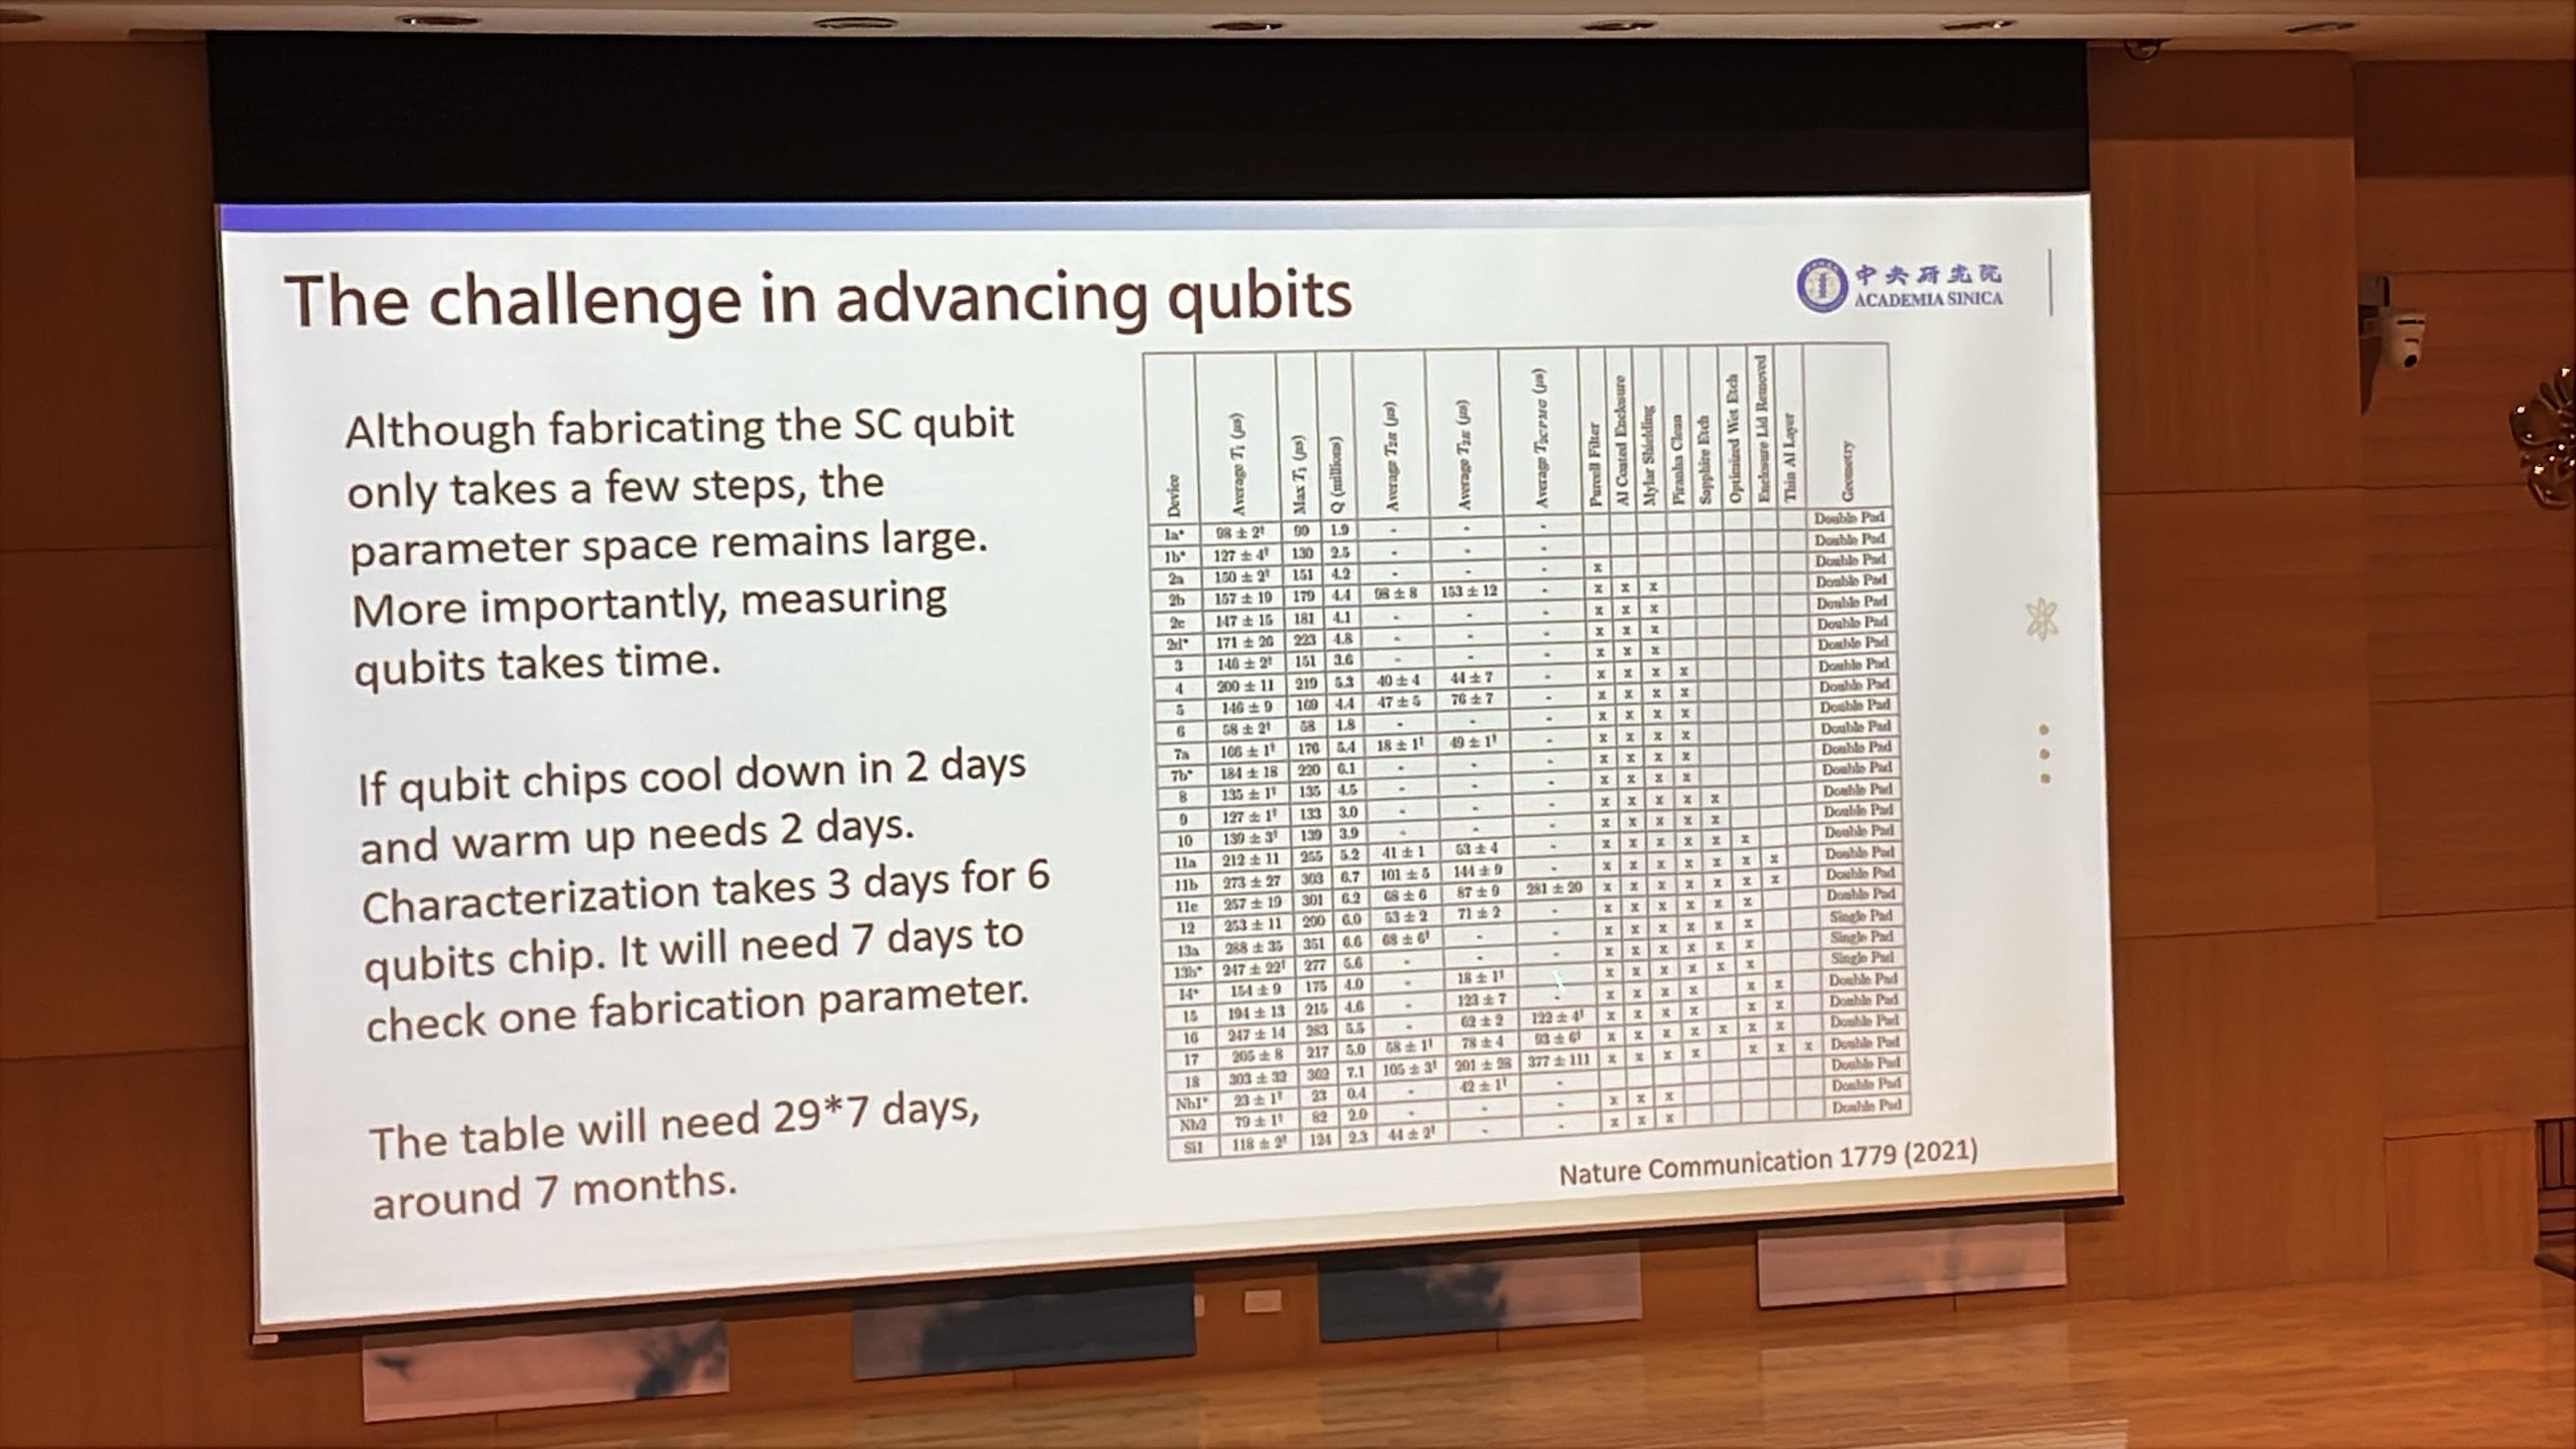 The challenge in advancing qubits
中央研究院
ACADEMIA SINICA
Although fabricating the SC qubit
only takes a few steps, the
parameter space remains large.
More importantly, measuring
qubits takes time.
If qubit chips cool down in 2 days
and warm up needs 2 days.
Characterization takes 3 days for 6
qubits chip. It will need 7 days to
check one fabrication parameter.
The table will need 29*7 days,
around 7 months.
Device Average T₁ (μs) Max T₁ (μs) Q (millions) Purcell Filter Al Coated Enclosure Mylar Shielding Piranha Clean Sapphire Etch Optimized Wet Etch Enclosure Lid Removed Thin Al Layer Geometry
1a* 98 ± 2† 99 1.9 - - - Double Pad
1b* 127 ± 4† 130 2.5 - - - Double Pad
2a 150 ± 2† 151 4.2 - - - x Double Pad
2b 157 ± 19 179 4.4 98 ± 8 153 ± 12 - x x x Double Pad
2c 147 ± 15 181 4.1 - - - x x x Double Pad
2d* 171 ± 26 223 4.8 - - - x x x Double Pad
3 146 ± 2† 151 3.6 - - - x x x Double Pad
4 200 ± 11 219 5.3 40 ± 4 44 ± 7 - x x x x Double Pad
5 146 ± 9 169 4.4 47 ± 5 76 ± 7 - x x x x Double Pad
6 58 ± 2† 58 1.8 - - - x x x x Double Pad
7a 166 ± 1† 176 5.4 18 ± 1† 49 ± 1† - x x x x Double Pad
7b* 184 ± 18 220 6.1 - - - x x x x Double Pad
8 135 ± 1† 135 4.5 - - - x x x x Double Pad
9 127 ± 1† 133 3.0 - - - x x x x x Double Pad
10 139 ± 3† 139 3.9 - - - x x x x x Double Pad
11a 212 ± 11 255 5.2 41 ± 1 53 ± 4 - x x x x x x Double Pad
11b 273 ± 27 303 6.7 101 ± 5 144 ± 9 - x x x x x x x Double Pad
11c 257 ± 19 301 6.2 68 ± 6 87 ± 9 281 ± 20 x x x x x x x Double Pad
12 253 ± 11 290 6.0 53 ± 2 71 ± 2 - x x x x x x Double Pad
13a 288 ± 35 351 6.6 68 ± 6† - - x x x x x x Single Pad
13b* 247 ± 22† 277 5.6 - - - x x x x x x Single Pad
14* 154 ± 9 175 4.0 - 18 ± 1† x x x x x x Single Pad
15 194 ± 13 215 4.6 - 123 ± 7 - x x x x x x Double Pad
16 247 ± 14 283 5.5 - 62 ± 2 122 ± 4† x x x x x x Double Pad
17 205 ± 8 217 5.0 58 ± 1† 78 ± 4 93 ± 6† x x x x x x x Double Pad
18 303 ± 32 7.1 105 ± 3† 201 ± 28 377 ± 111 x x x x x x x Double Pad
Nb1* 23 ± 1† 23 0.4 - 42 ± 1† - Double Pad
Nb2 79 ± 1† 82 2.0 - - - x x x Double Pad
Si1 118 ± 2† 124 2.3 44 ± 2† - - x x x Double Pad
Nature Communication 1779 (2021)